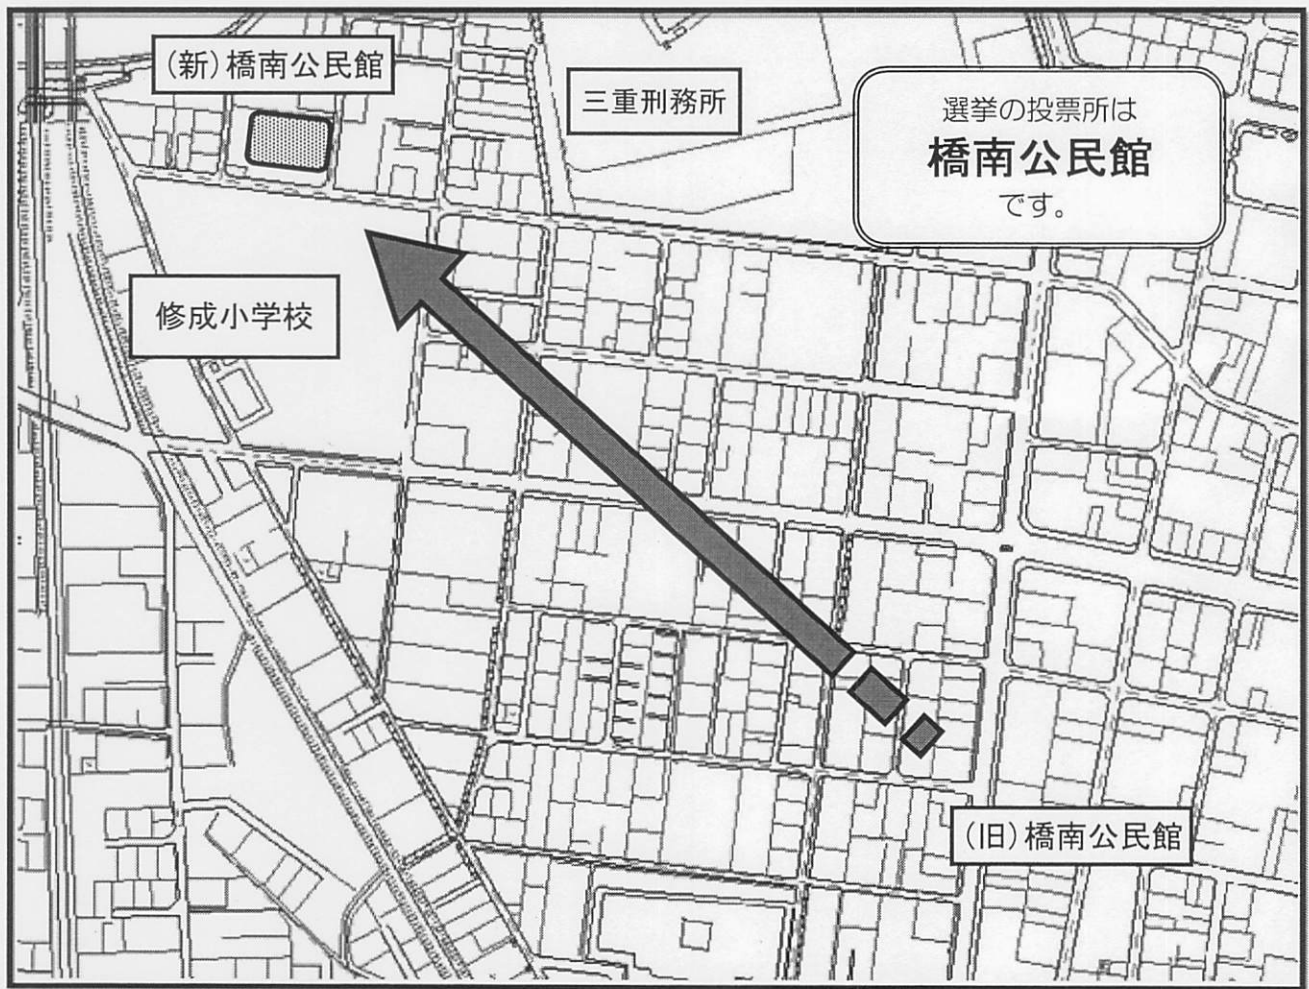 (新)橋南公民館
三重刑務所
選挙の投票所は
橋南公民館
です。
修成小学校
(旧)橋南公民館